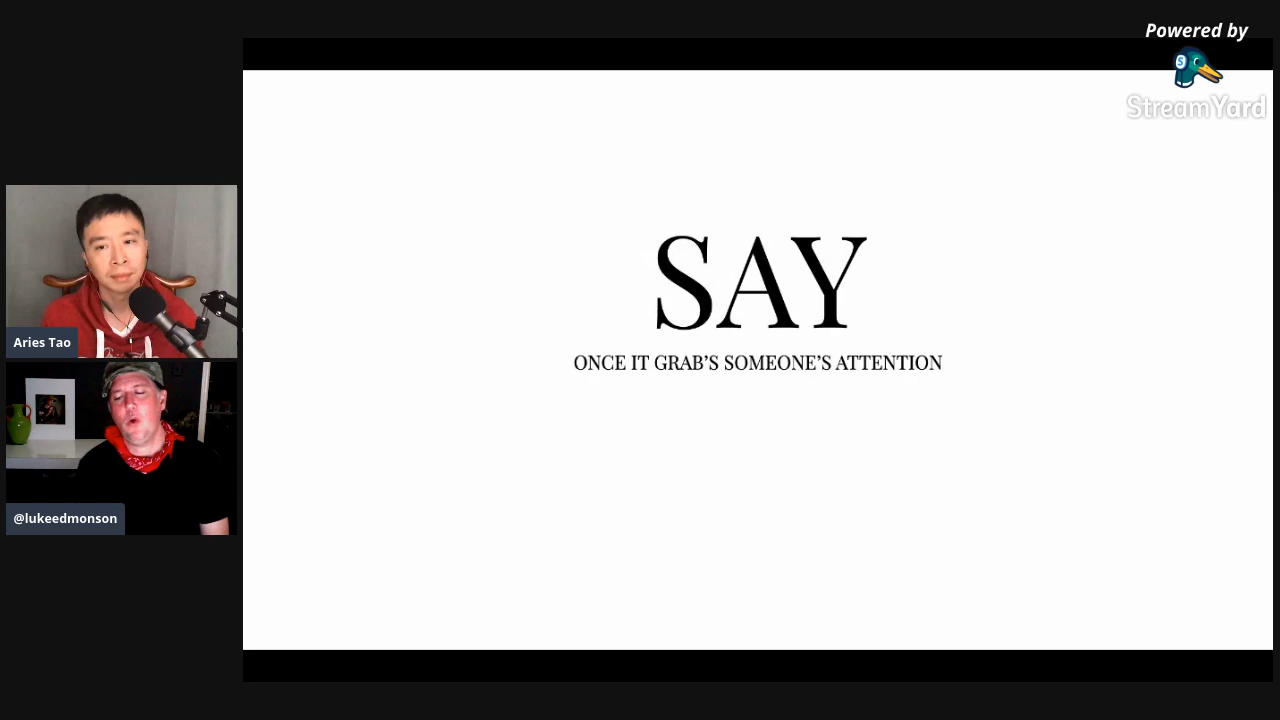 Powered by
StreamYard
SAY
ONCE IT GRAB'S SOMEONE'S ATTENTION
Aries Tao
@lukeedmonson